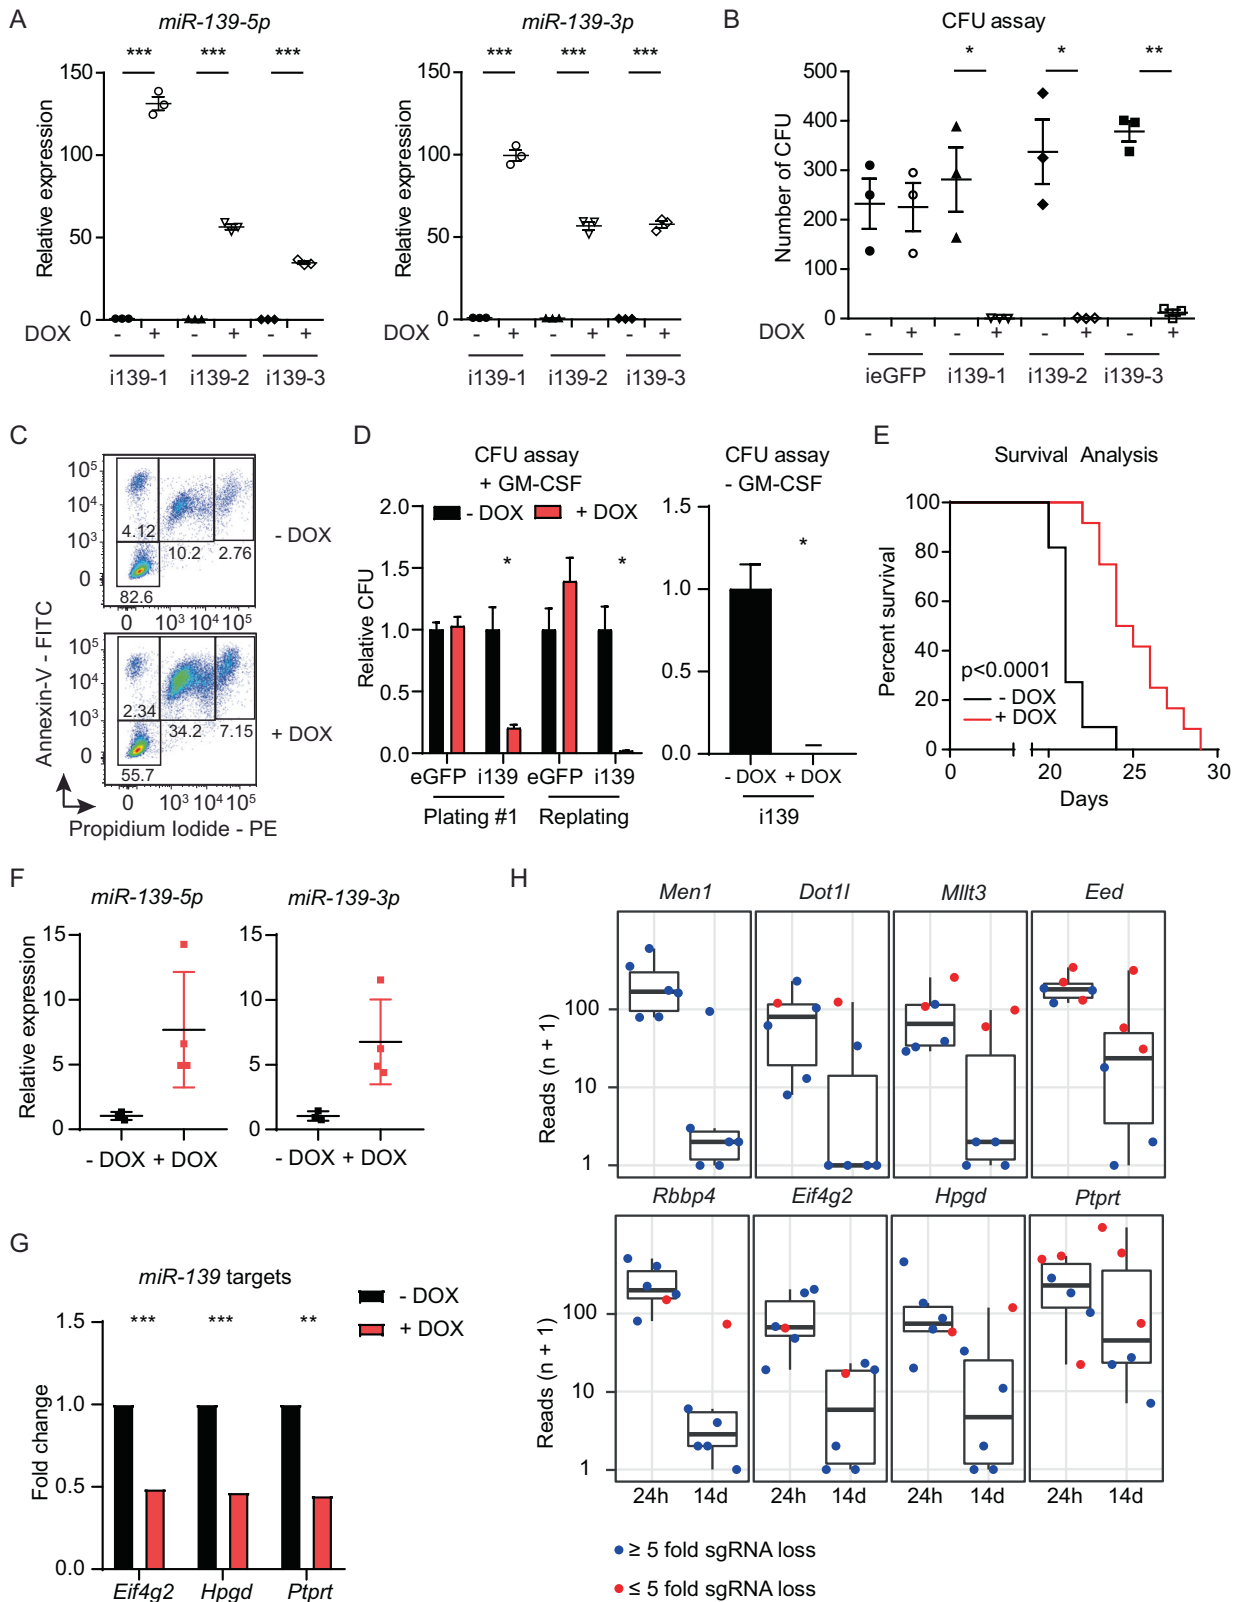 A
miR-139-5p
miR-139-3p
*** *** ***
*** *** ***
Relative expression
150
100
50
0
Relative expression
150
100
50
0
DOX - + - + - +
i139-1 i139-2 i139-3
- + - + - +
i139-1 i139-2 i139-3
B
CFU assay
* * **
Number of CFU
500
400
300
200
100
0
DOX - + - + - + - +
ieGFP i139-1 i139-2 i139-3
C
10⁵
10³
0
4.12
10.2 2.76
82.6
- DOX
0 10³ 10⁴ 10⁵
10⁵
10⁴
10³
0
2.34
34.2 7.15
55.7
+ DOX
0 10³ 10⁴ 10⁵
Annexin-V - FITC
Propidium Iodide - PE
D
CFU assay
+ GM-CSF
- DOX + DOX
* *
Relative CFU
2.0
1.5
1.0
0.5
0.0
eGFP i139 eGFP i139
Plating #1 Replating
CFU assay
- GM-CSF
*
1.5
1.0
0.5
0.0
- DOX + DOX
i139
E
Survival Analysis
Percent survival
100
80
60
40
20
0
p<0.0001
- DOX
+ DOX
0 20 25 30
Days
F
miR-139-5p
miR-139-3p
Relative expression
15
10
5
0
- DOX + DOX
15
10
5
0
- DOX + DOX
G
miR-139 targets
*** *** **
- DOX
+ DOX
Fold change
1.5
1.0
0.5
0.0
Eif4g2 Hpgd Ptprt
H
Men1 Dot1l Mllt3 Eed
Reads (n + 1)
100
10
1
Rbbp4 Eif4g2 Hpgd Ptprt
Reads (n + 1)
100
10
1
24h 14d 24h 14d 24h 14d 24h 14d
≥ 5 fold sgRNA loss
≤ 5 fold sgRNA loss